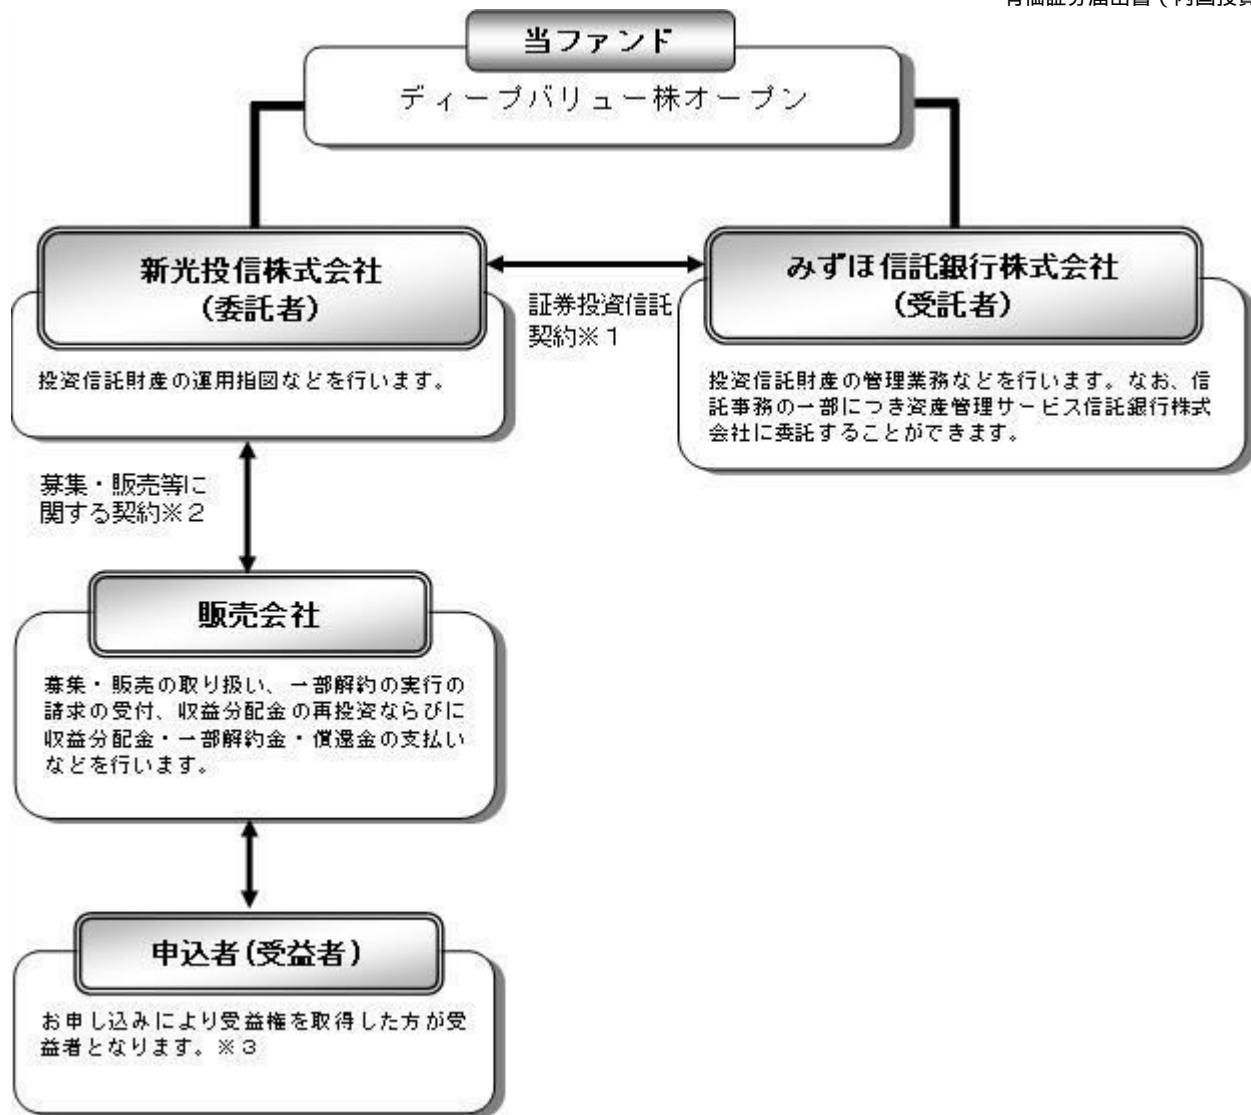 当ファンド
ディープバリュー株オープン
新光投信株式会社
(委託者)
投資信託財産の運用指図などを行います。
証券投資信託
契約※1
みずほ信託銀行株式会社
(受託者)
投資信託財産の管理業務などを行います。なお、信
託事務の一部につき資産管理サービス信託銀行株式
会社に委託することができます。
募集・販売等に
関する契約※2
販売会社
募集・販売の取り扱い、一部解約の実行の
請求の受付、収益分配金の再投資ならびに
収益分配金・一部解約金・償還金の支払い
などを行います。
申込者(受益者)
お申し込みにより受益権を取得した方が受
益者となります。※3